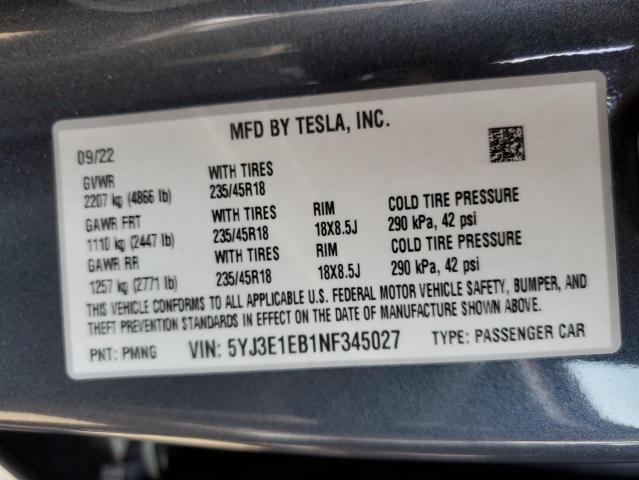 MFD BY TESLA, INC.
09/22
GVWR WITH TIRES
2207 kg (4866 lb) 235/45R18
GAWR FRT WITH TIRES RIM COLD TIRE PRESSURE
1110 kg (2447 lb) 235/45R18 18X8.5J 290 kPa, 42 psi
GAWR RR WITH TIRES RIM COLD TIRE PRESSURE
1257 kg (2771 lb) 235/45R18 18X8.5J 290 kPa, 42 psi
THIS VEHICLE CONFORMS TO ALL APPLICABLE U.S. FEDERAL MOTOR VEHICLE SAFETY, BUMPER, AND
THEFT PREVENTION STANDARDS IN EFFECT ON THE DATE OF MANUFACTURE SHOWN ABOVE.
PNT: PMNG VIN: 5YJ3E1EB1NF345027 TYPE: PASSENGER CAR